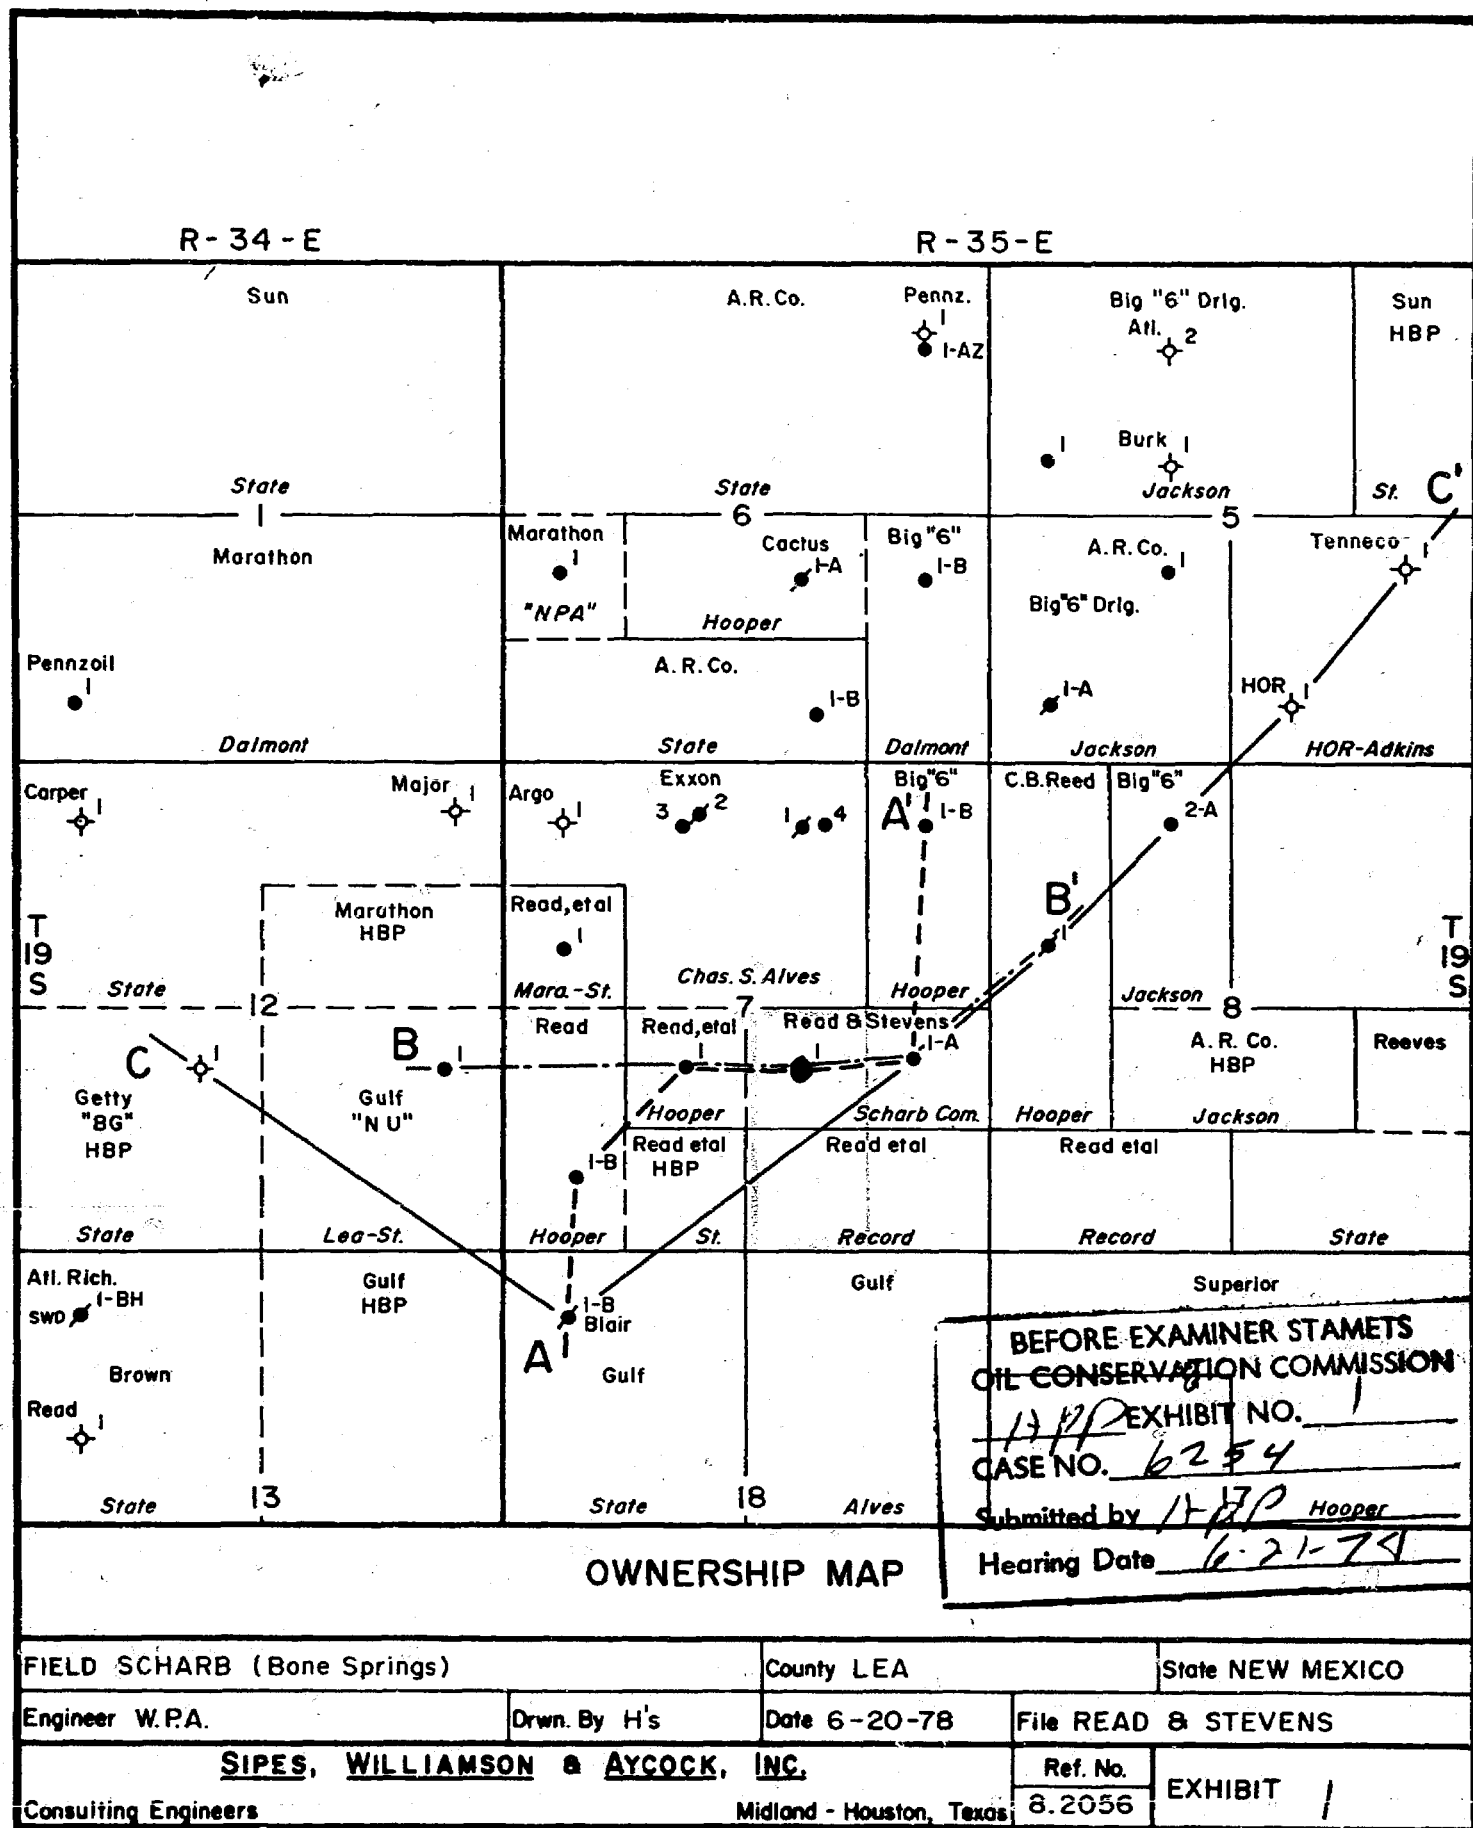 R-34-E R-35-E
Sun A.R.Co. Pennz. Big "6" Drlg. Sun
1 Atl. 2 HBP
1-AZ
1 Burk 1
State State Jackson St. C'
1 6 5
Marathon Marathon 1 Cactus 1-A Big "6" 1-B A.R.Co. 1 Tenneco 1
"NPA" Hooper Big "6" Drlg.
Pennzoil 1 A.R.Co. 1-B 1-A HOR 1
Dalmont State Dalmont Jackson HOR-Adkins
Carper 1 Major 1 Argo 1 Exxon Big "6" C.B.Reed Big "6"
3 2 1 4 A' 1-B 2-A
Marathon Read, etal B'
HBP 1 1
T
19
S
T
19
S
State Mara.-St. Chas. S. Alves Hooper Jackson
12 7 8
Read Read, etal Read & Stevens A.R.Co. Reeves
C 1 B 1 1 1 1-A HBP
Getty Gulf
"BG" "NU" Hooper Scharb Com. Hooper Jackson
HBP 1-B Read etal Read etal Read etal
HBP
State Lea-St. Hooper St. Record Record State
Atl. Rich. Gulf Gulf Superior
SWD 1-BH HBP 1-B
Blair
A
Brown Gulf
Read 1
State 13 State 18 Alves 17 Hooper
BEFORE EXAMINER STAMETS
OIL CONSERVATION COMMISSION
APP EXHIBIT NO. 1
CASE NO. 6254
Submitted by App
Hearing Date 6-21-78
OWNERSHIP MAP
FIELD SCHARB (Bone Springs) County LEA State NEW MEXICO
Engineer W.P.A. Drwn. By H's Date 6-20-78 File READ & STEVENS
SIPES, WILLIAMSON & AYCOCK, INC.
Consulting Engineers Midland - Houston, Texas
Ref. No.
8.2056
EXHIBIT 1